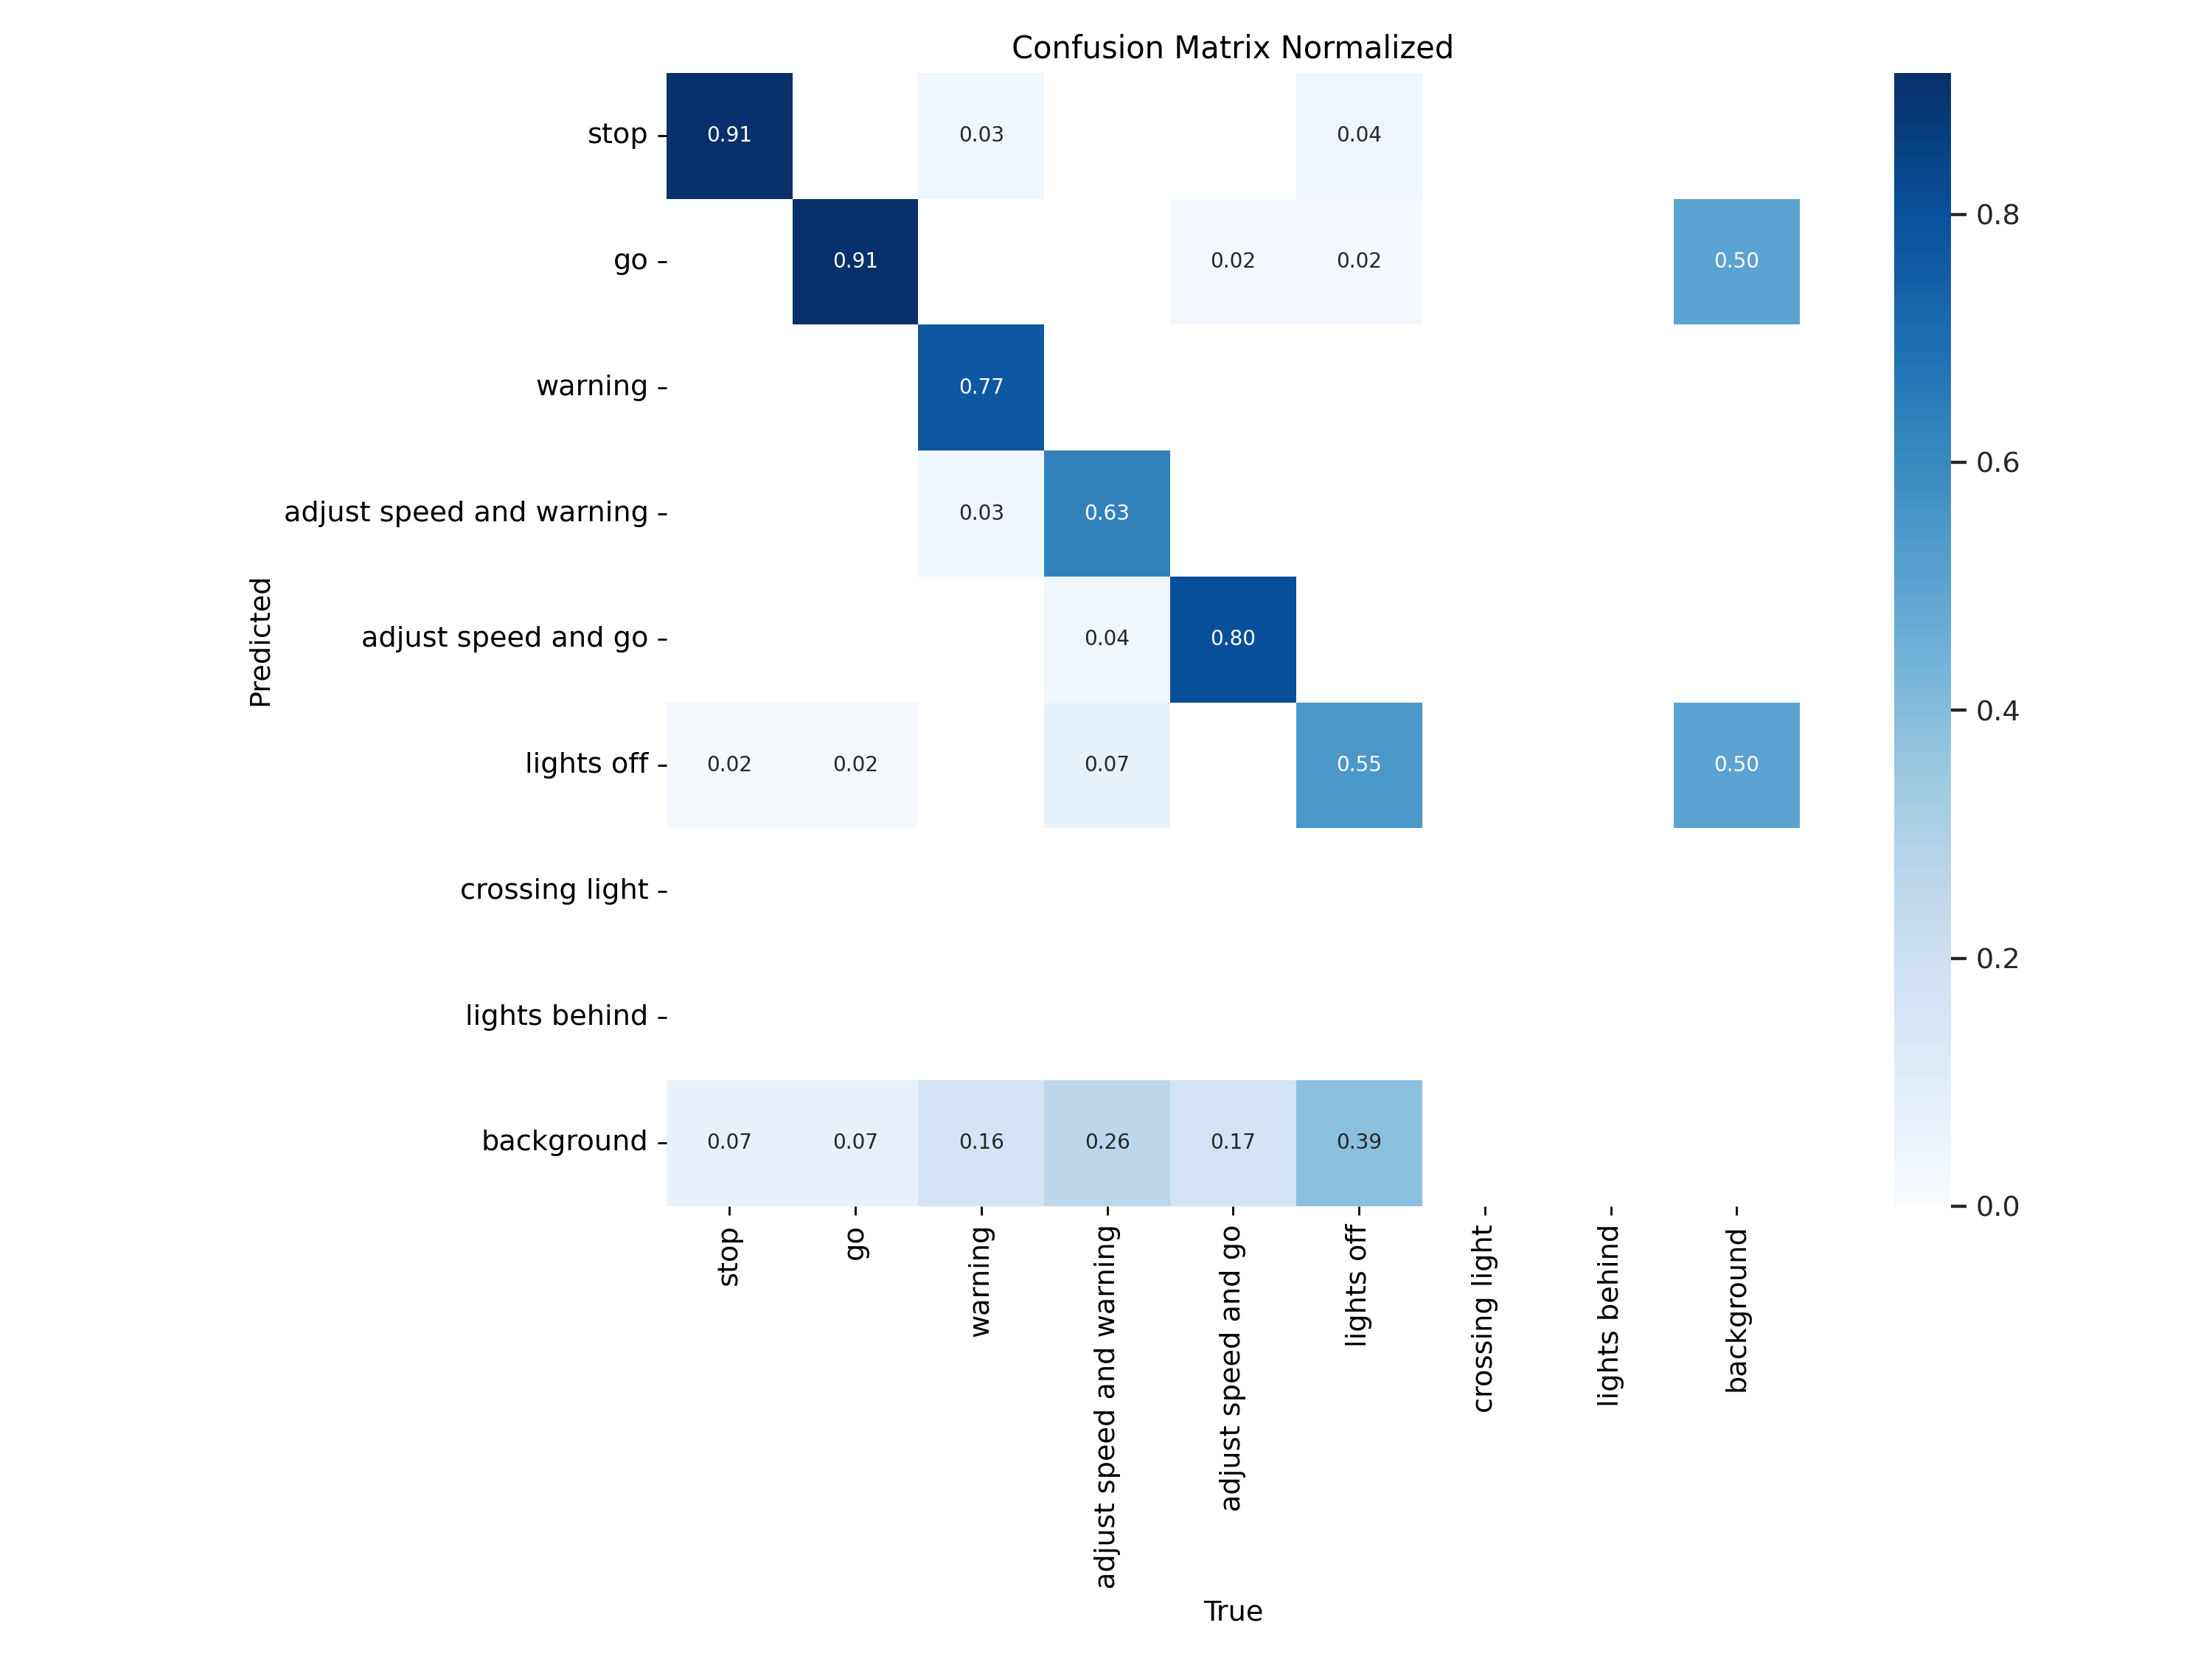 Confusion Matrix Normalized
stop 0.91 0.03 0.04
go 0.91 0.02 0.02 0.50
warning 0.77
adjust speed and warning 0.03 0.63
adjust speed and go 0.04 0.80
lights off 0.02 0.02 0.07 0.55 0.50
crossing light
lights behind
background 0.07 0.07 0.16 0.26 0.17 0.39
Predicted
stop
go
warning
adjust speed and warning
adjust speed and go
lights off
crossing light
lights behind
background
True
0.8
0.6
0.4
0.2
0.0